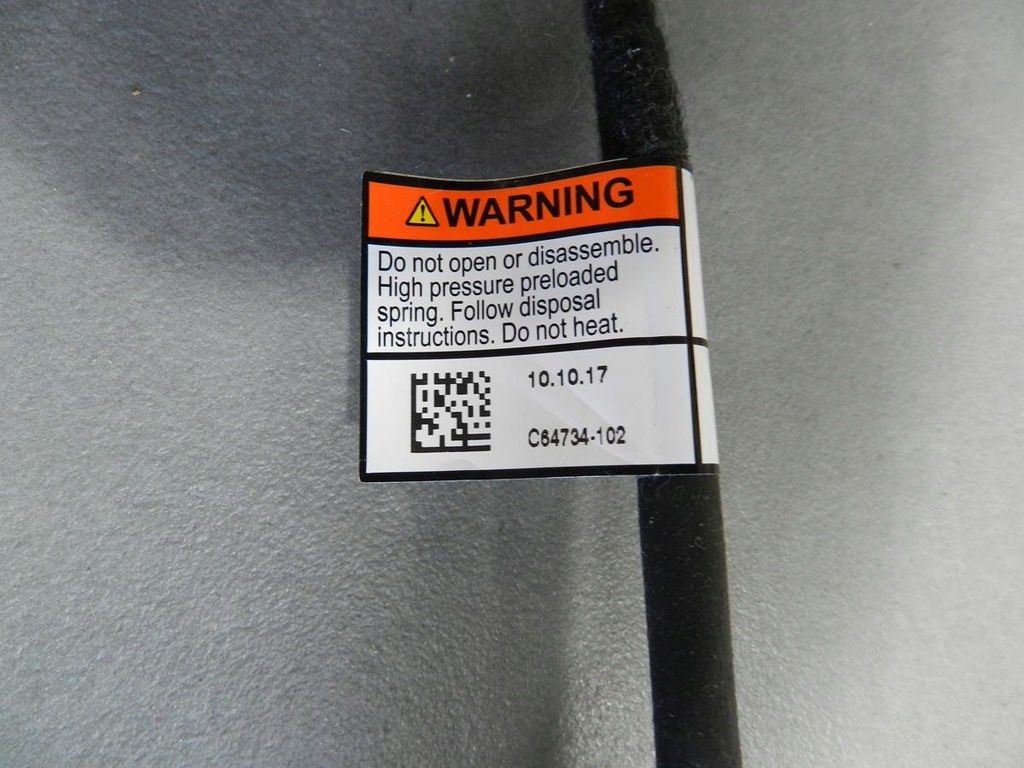 WARNING
Do not open or disassemble.
High pressure preloaded
spring. Follow disposal
instructions. Do not heat.
10.10.17
C64734-102